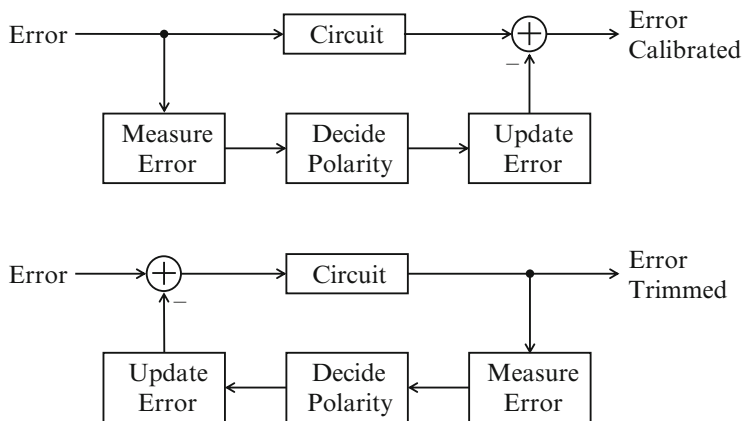 Error
Circuit
+
Error
Calibrated
−
Measure
Error
Decide
Polarity
Update
Error
Error
+
Circuit
Error
Trimmed
−
Update
Error
Decide
Polarity
Measure
Error